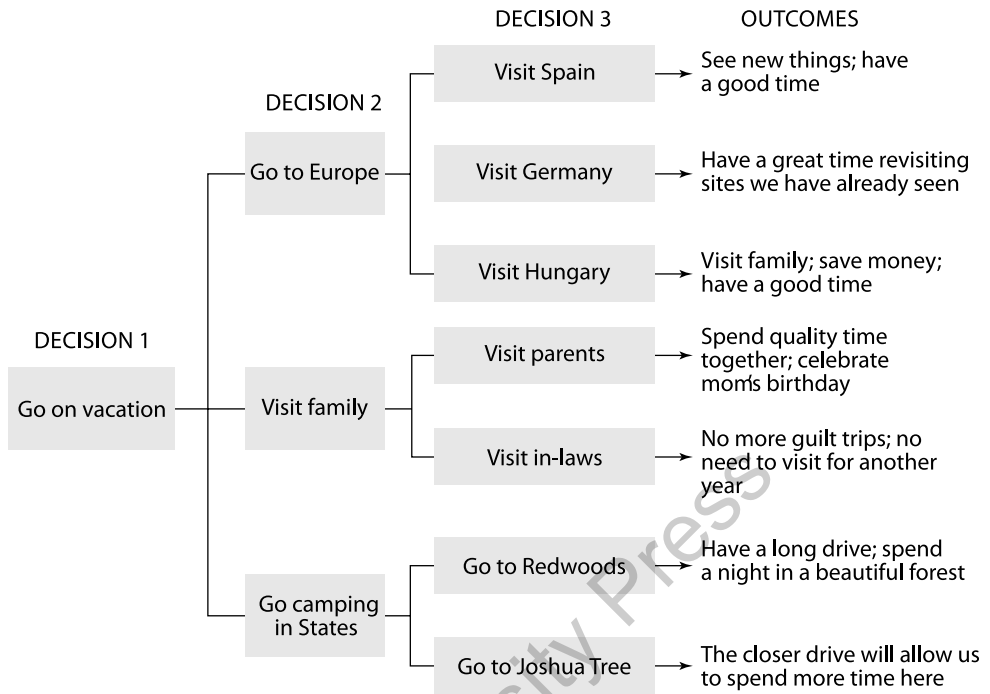 DECISION 3
OUTCOMES
Visit Spain
See new things; have
a good time
DECISION 2
Go to Europe
Visit Germany
Have a great time revisiting
sites we have already seen
Visit Hungary
Visit family; save money;
have a good time
DECISION 1
Go on vacation
Visit family
Visit parents
Spend quality time
together; celebrate
mom's birthday
Visit in-laws
No more guilt trips; no
need to visit for another
year
Go camping
in States
Go to Redwoods
Have a long drive; spend
a night in a beautiful forest
Go to Joshua Tree
The closer drive will allow us
to spend more time here
Press